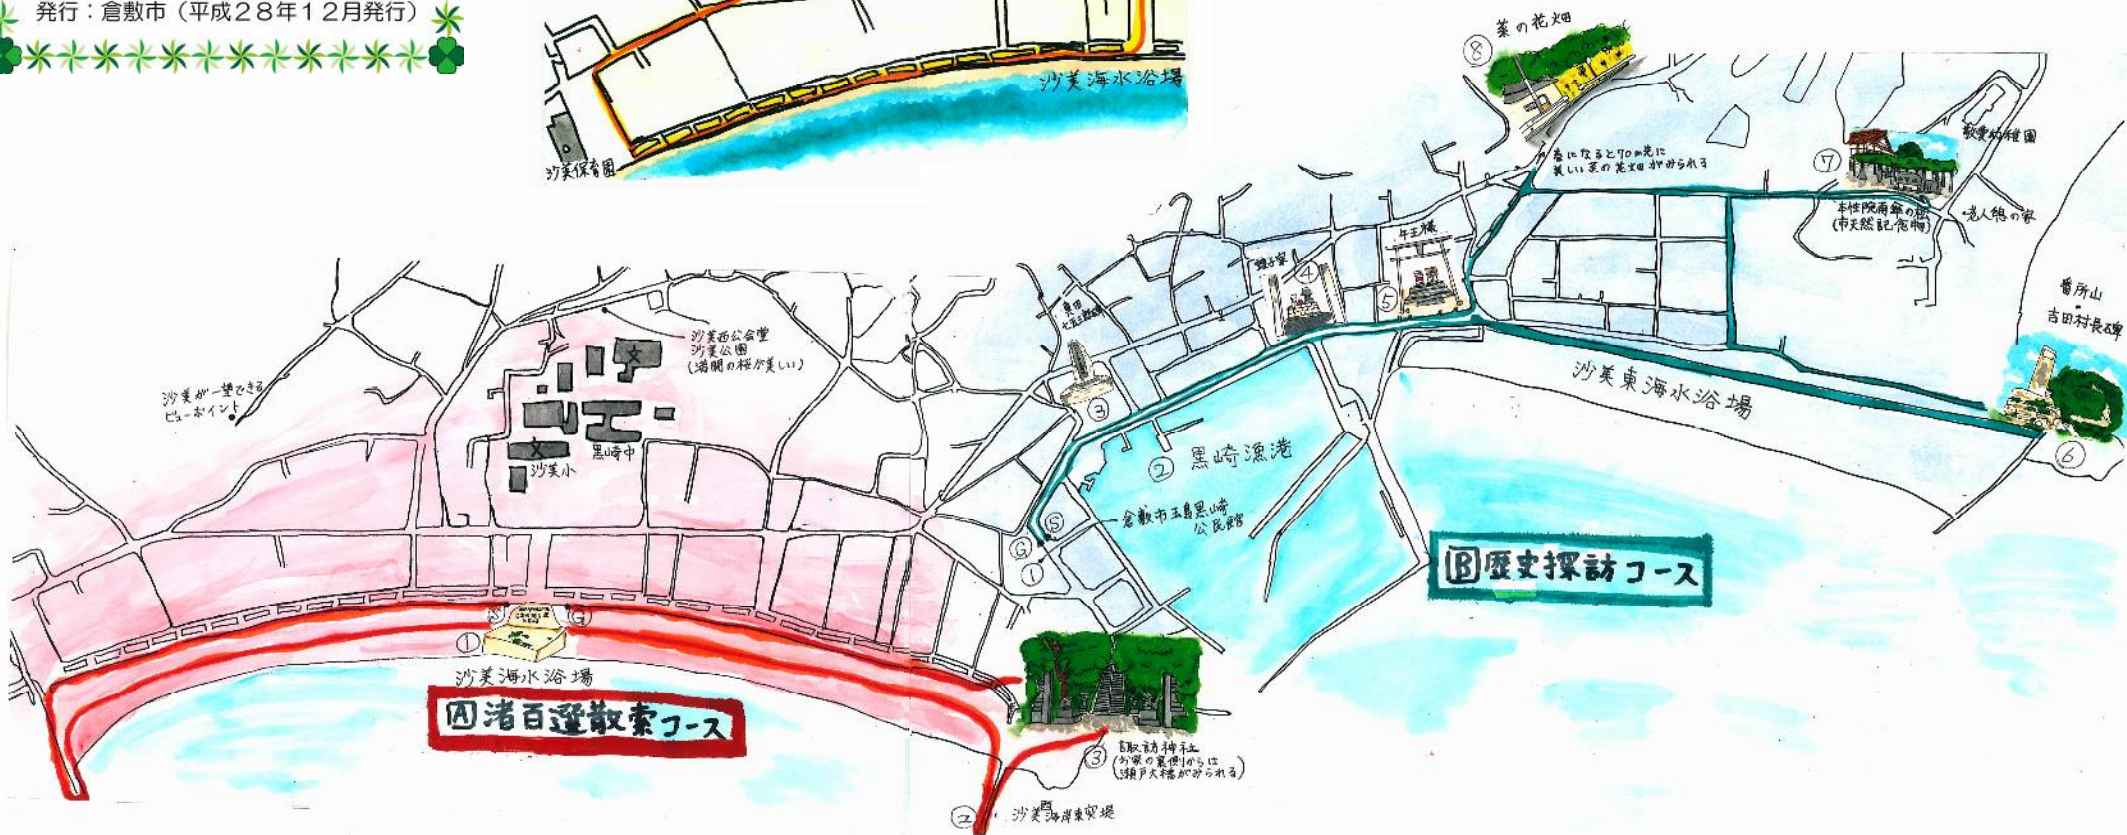 発行：倉敷市（平成２８年１２月発行）
沙美海水浴場
沙美保育園
⑧
菜の花畑
春になると70m先に
美しい菜の花畑がみられる
⑦
敬愛幼稚園
本性院南傘の松
(市天然記念物)
・老人憩の家
番所山
吉田村長碑
⑥
午王様
⑤
④
真田
③
沙美東海水浴場
② 黒崎漁港
倉敷市玉島黒崎
公民館
Ⓢ
Ⓖ
①
Ⓑ歴史探訪コース
沙美西公会堂
沙美公園
(満開の桜が美しい)
沙美が一望できる
ビューポイント
文
文
黒崎中
沙美小
Ⓢ
Ⓖ
①
沙美海水浴場
Ⓐ渚百選散索コース
③
諏訪神社
(お宮の裏側からは
瀬戸大橋がみられる)
②
沙美西海岸東突堤